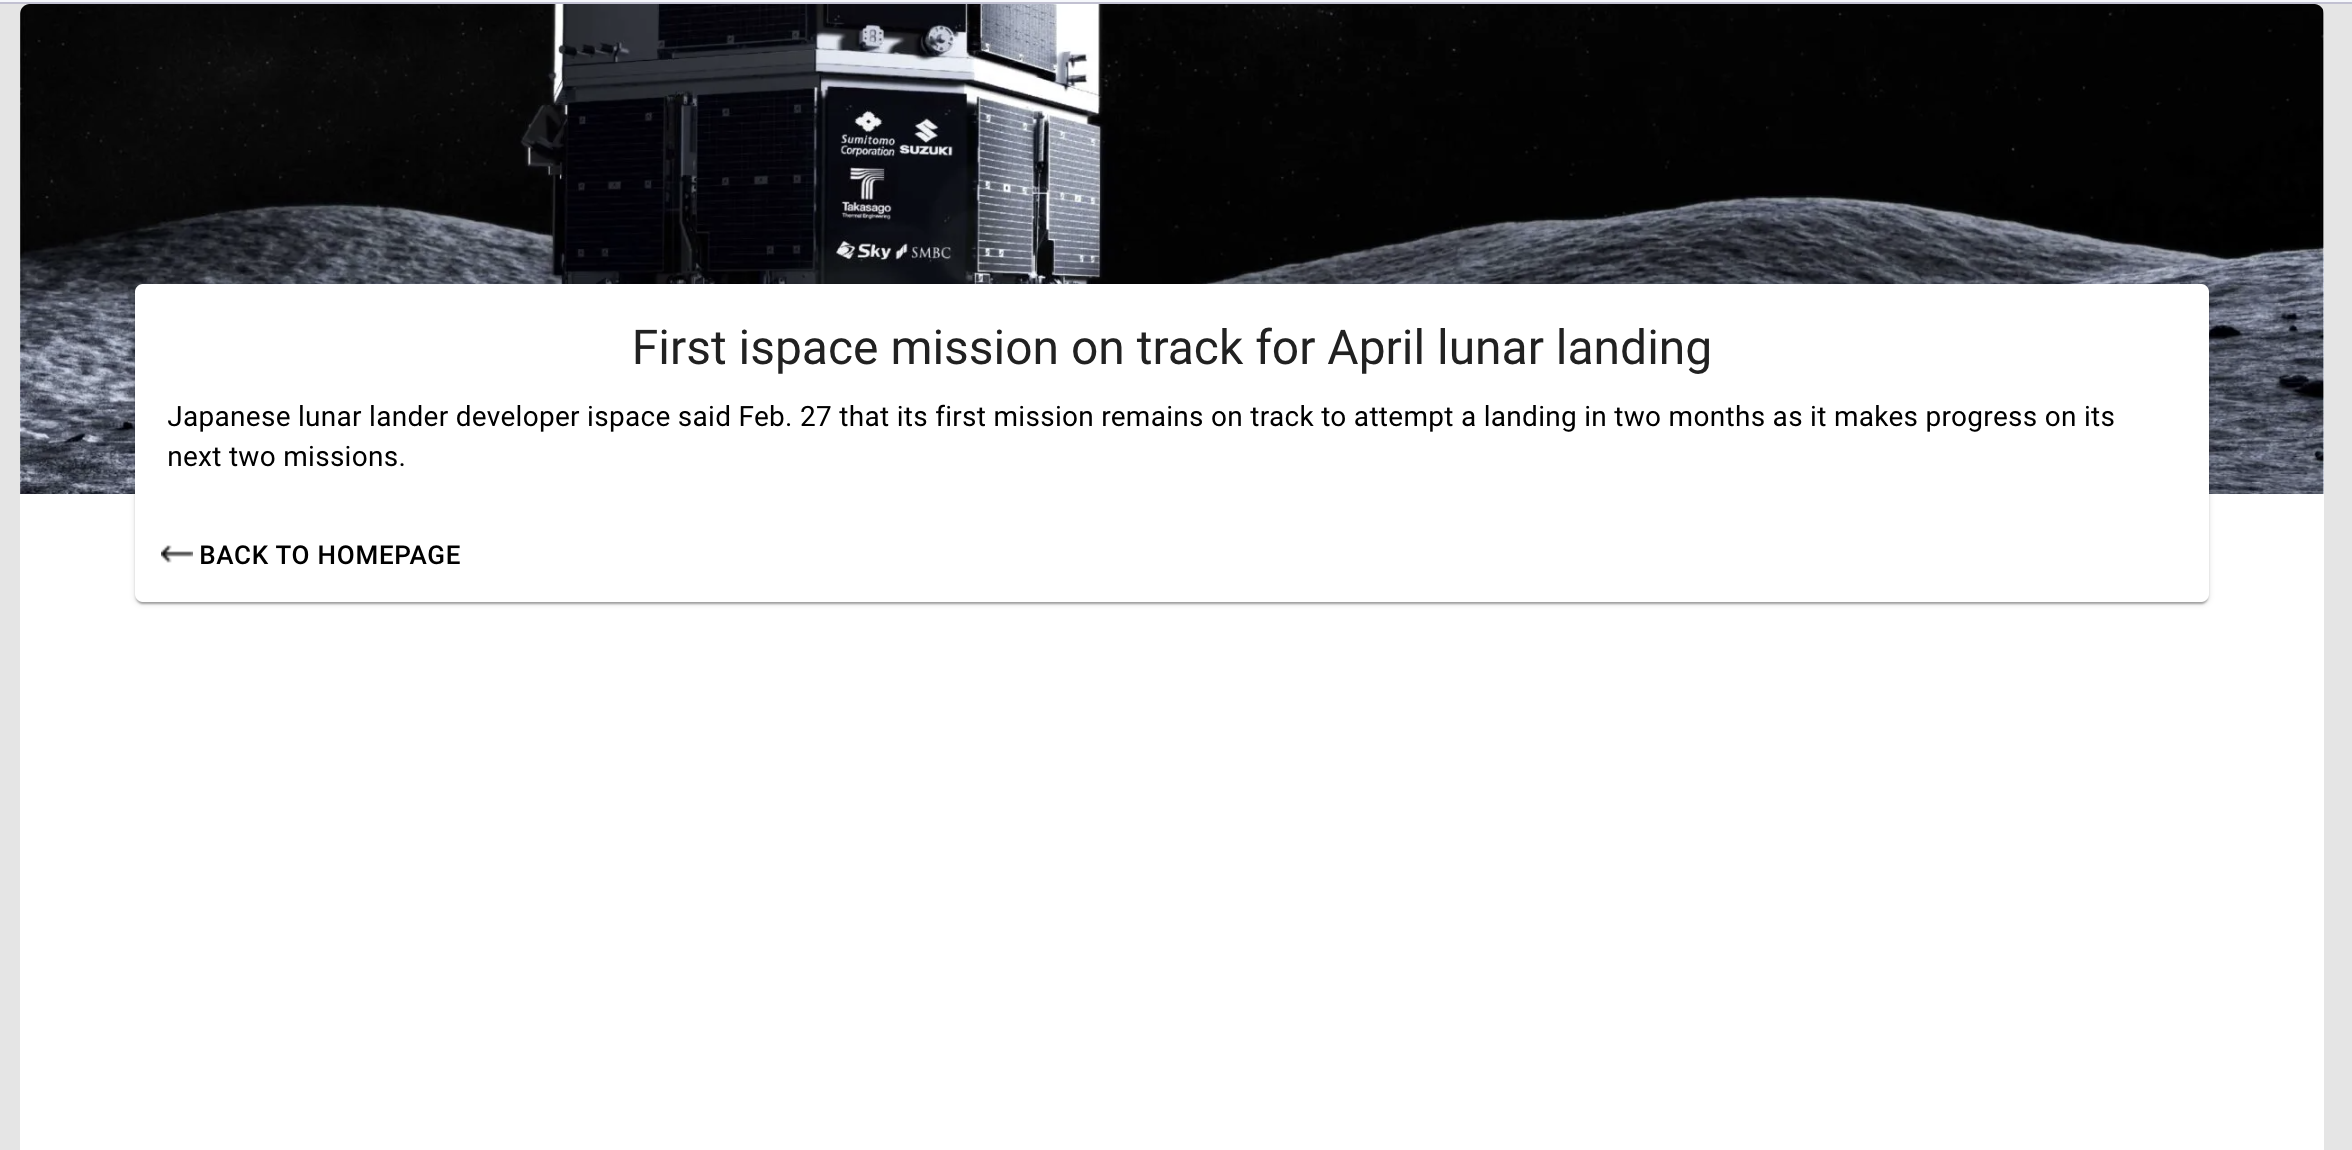 Sumitomo
Corporation
SUZUKI
Takasago
Thermal Engineering
Sky
SMBC
First ispace mission on track for April lunar landing
Japanese lunar lander developer ispace said Feb. 27 that its first mission remains on track to attempt a landing in two months as it makes progress on its
next two missions.
BACK TO HOMEPAGE